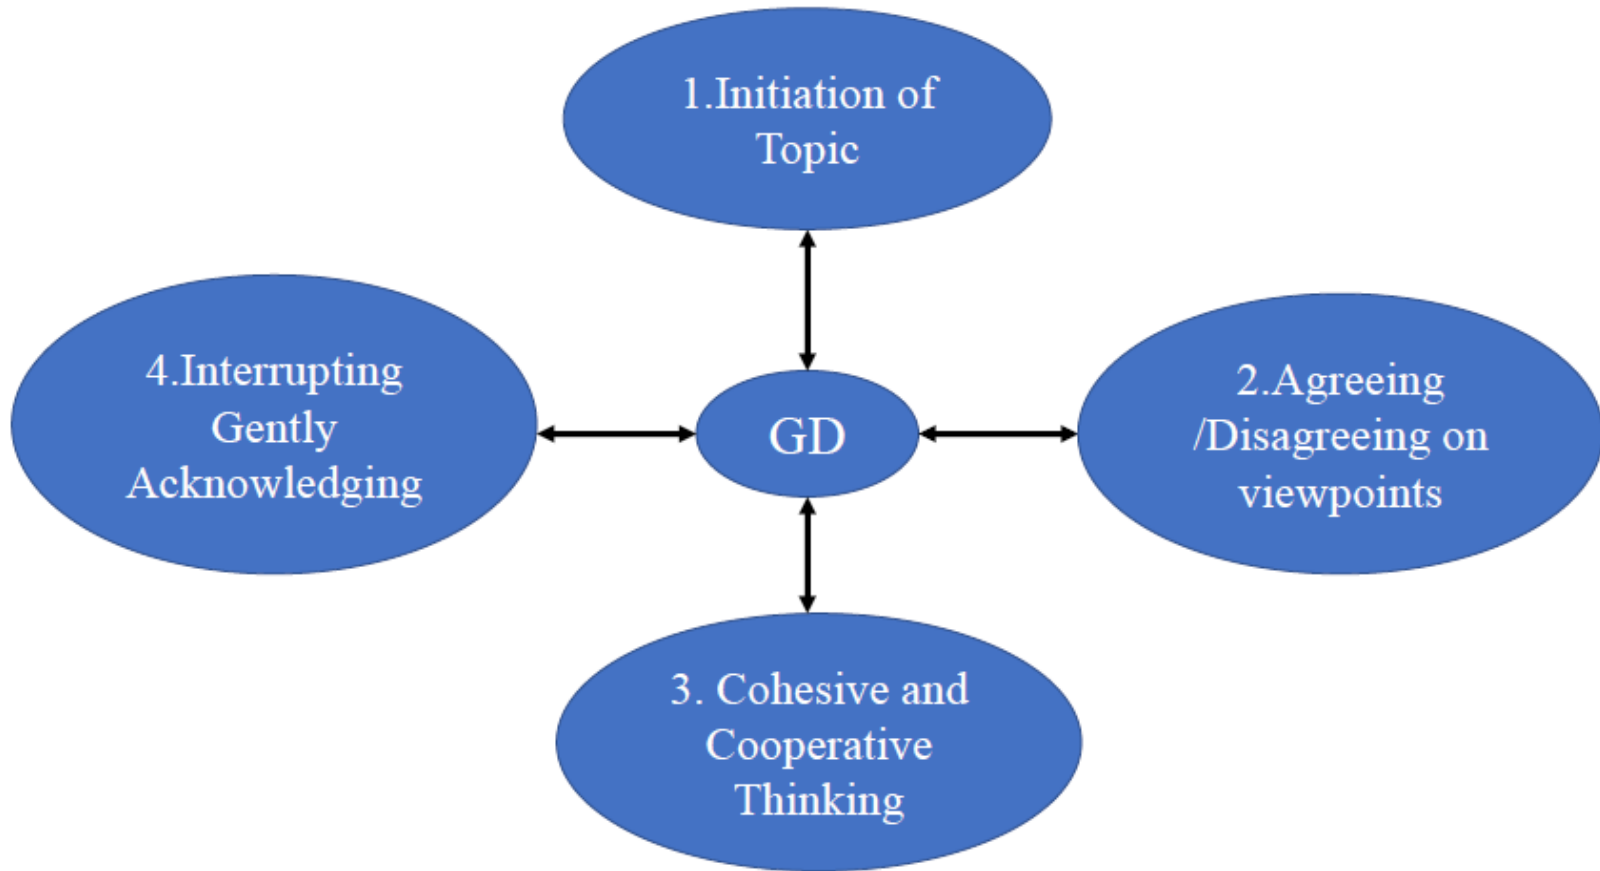 1.Initiation of
Topic
4.Interrupting
Gently
Acknowledging
GD
2.Agreeing
/Disagreeing on
viewpoints
3. Cohesive and
Cooperative
Thinking